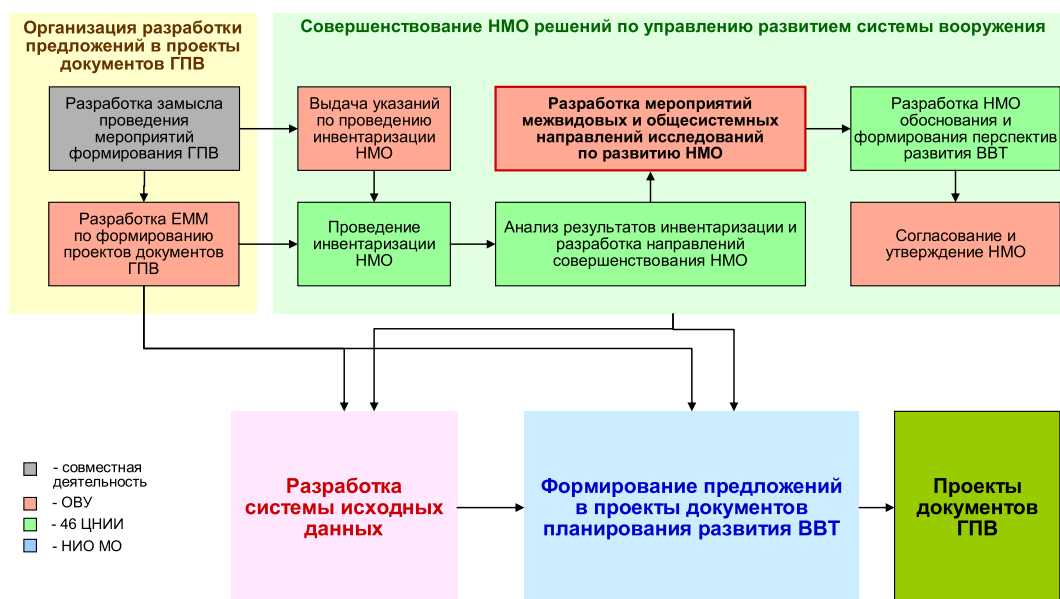 Организация разработки
предложений в проекты
документов ГПВ
Совершенствование НМО решений по управлению развитием системы вооружения
Разработка замысла
проведения
мероприятий
формирования ГПВ
Выдача указаний
по проведению
инвентаризации
НМО
Разработка мероприятий
межвидовых и общесистемных
направлений исследований
по развитию НМО
Разработка НМО
обоснования и
формирования перспектив
развития ВВТ
Разработка ЕММ
по формированию
проектов документов
ГПВ
Проведение
инвентаризации
НМО
Анализ результатов инвентаризации и
разработка направлений
совершенствования НМО
Согласование и
утверждение НМО
- совместная
деятельность
- ОВУ
- 46 ЦНИИ
- НИО МО
Разработка
системы исходных
данных
Формирование предложений
в проекты документов
планирования развития ВВТ
Проекты
документов
ГПВ